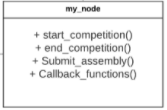 my_node
+ start_competition()
+ end_competition()
+ Submit_assembly()
+ Callback_functions()